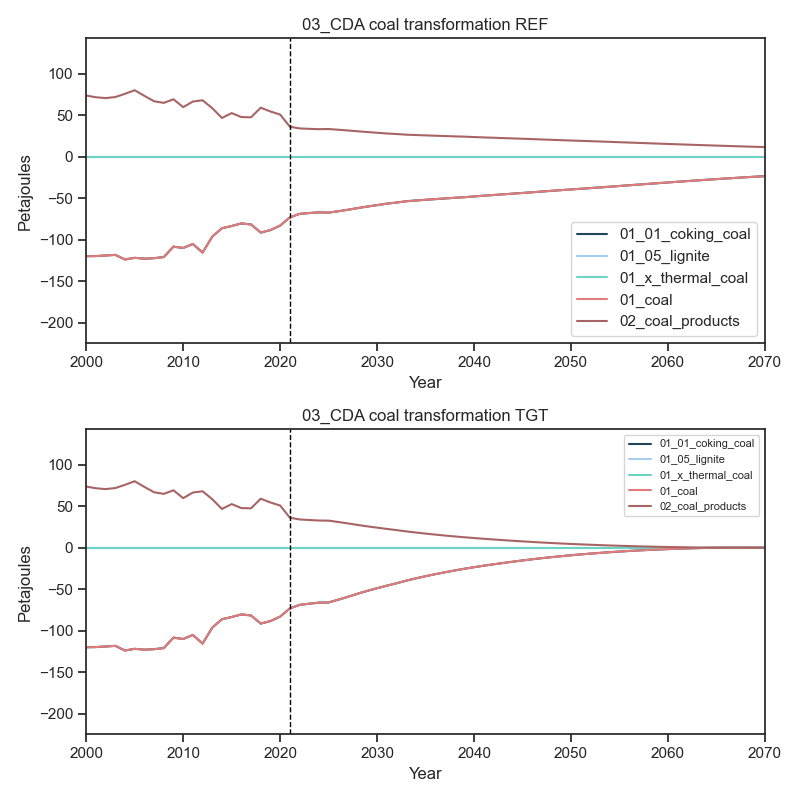 03_CDA coal transformation REF
100
50
0
−50
−100
−150
−200
Petajoules
2000 2010 2020 2030 2040 2050 2060 2070
Year
01_01_coking_coal
01_05_lignite
01_x_thermal_coal
01_coal
02_coal_products
03_CDA coal transformation TGT
100
50
0
−50
−100
−150
−200
Petajoules
2000 2010 2020 2030 2040 2050 2060 2070
Year
01_01_coking_coal
01_05_lignite
01_x_thermal_coal
01_coal
02_coal_products